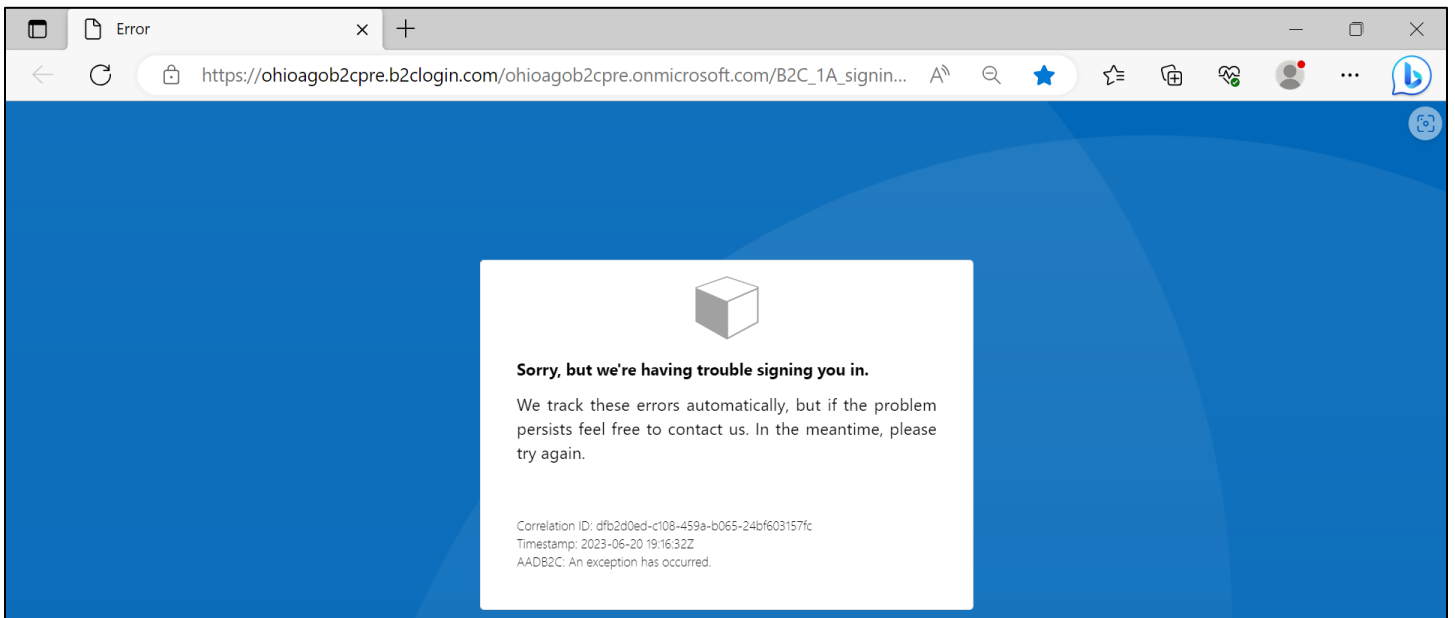 Error
https://ohioagob2cpre.b2clogin.com/ohioagob2cpre.onmicrosoft.com/B2C_1A_signin...
Sorry, but we're having trouble signing you in.
We track these errors automatically, but if the problem
persists feel free to contact us. In the meantime, please
try again.
Correlation ID: dfb2d0ed-c108-459a-b065-24bf603157fc
Timestamp: 2023-06-20 19:16:32Z
AADB2C: An exception has occurred.